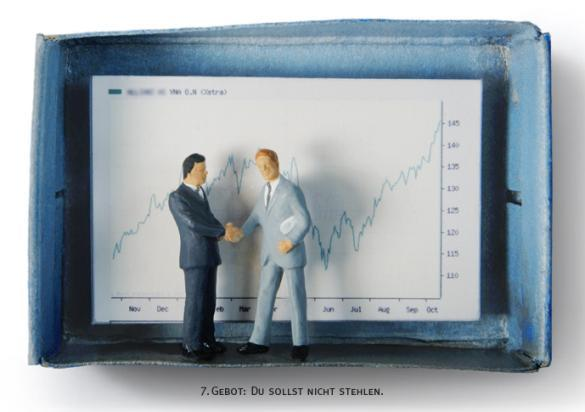 VNA O.N (Xetra)
145
140
135
130
125
120
115
110
Nov Dec eb Mar Jun Jul Aug Sep Oct
7. GEBOT: DU SOLLST NICHT STEHLEN.